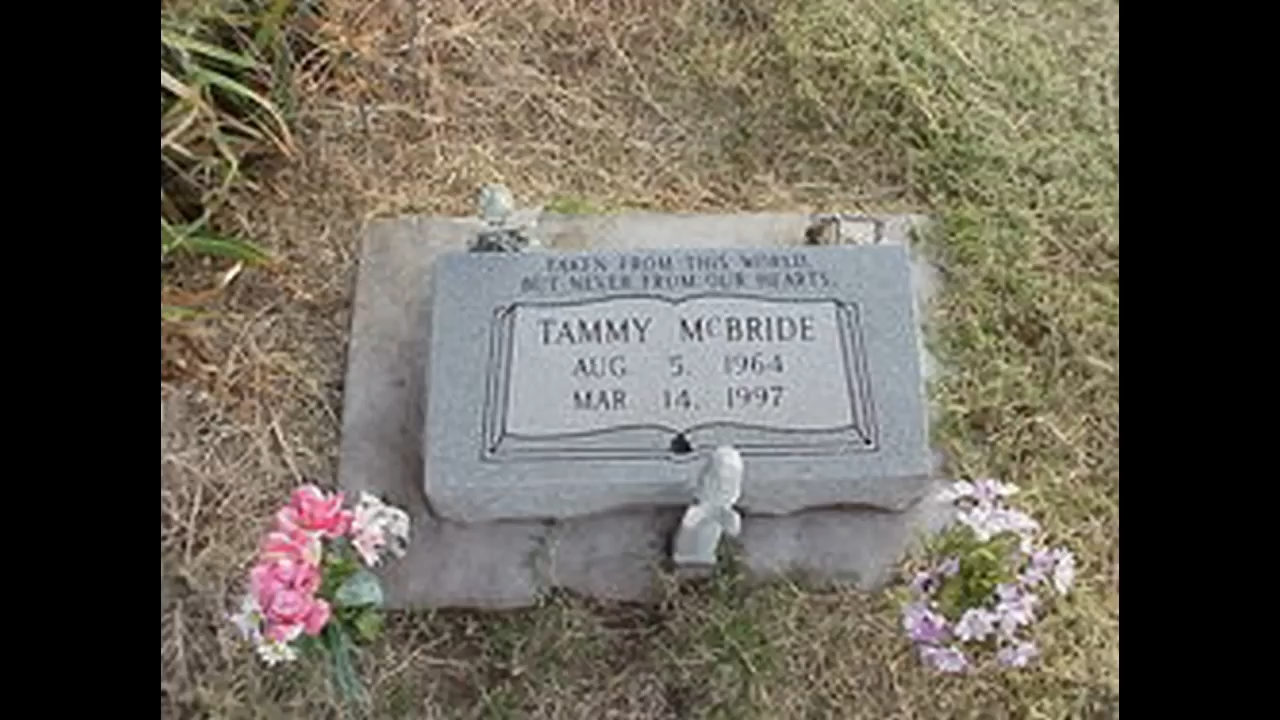 TAKEN FROM THIS WORLD,
BUT NEVER FROM OUR HEARTS.
TAMMY McBRIDE
AUG 5, 1964
MAR 14, 1997